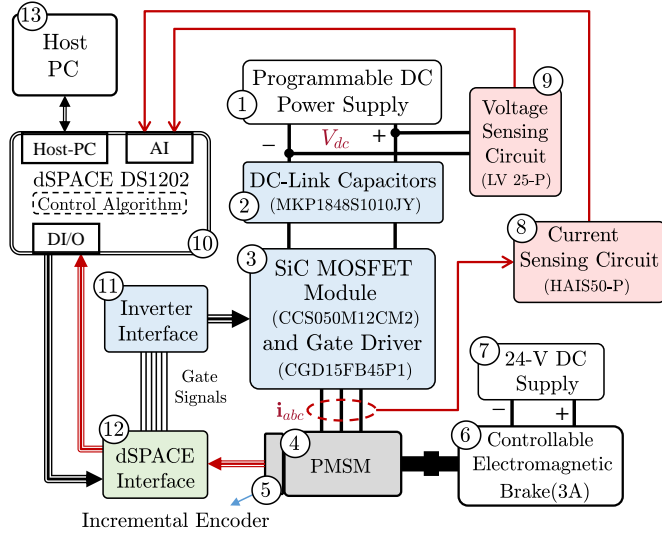 13
Host
PC
Host-PC
AI
dSPACE DS1202
Control Algorithm
DI/O
10
1
Programmable DC
Power Supply
−
V_dc
+
9
Voltage
Sensing
Circuit
(LV 25-P)
2
DC-Link Capacitors
(MKP1848S1010JY)
8
Current
Sensing Circuit
(HAIS50-P)
3
SiC MOSFET
Module
(CCS050M12CM2)
and Gate Driver
(CGD15FB45P1)
11
Inverter
Interface
Gate
Signals
i_abc
7
24-V DC
Supply
−
+
12
dSPACE
Interface
4
PMSM
5
Incremental Encoder
6
Controllable
Electromagnetic
Brake(3A)